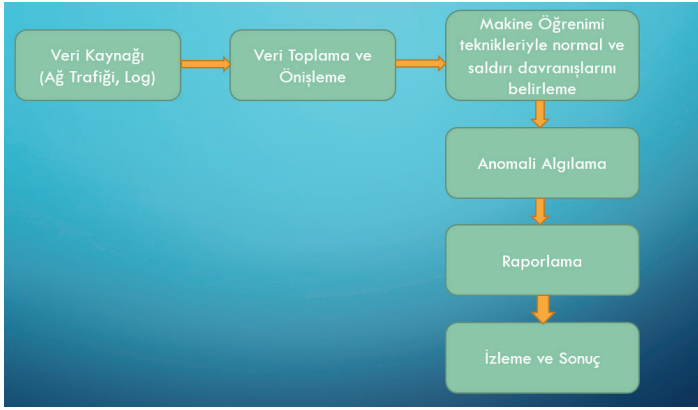 Veri Kaynağı
(Ağ Trafiği, Log)
Veri Toplama ve
Önişleme
Makine Öğrenimi
teknikleriyle normal ve
saldırı davranışlarını
belirleme
Anomali Algılama
Raporlama
İzleme ve Sonuç